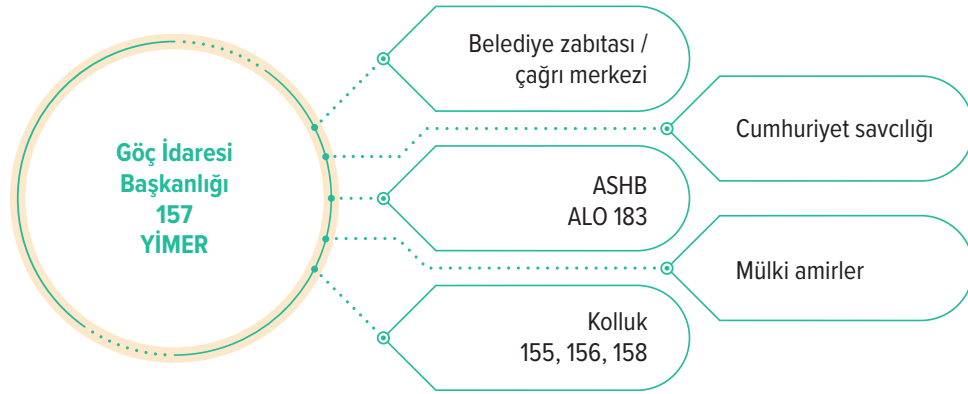 Göç İdaresi
Başkanlığı
157
YİMER
Belediye zabıtası /
çağrı merkezi
Cumhuriyet savcılığı
ASHB
ALO 183
Mülki amirler
Kolluk
155, 156, 158